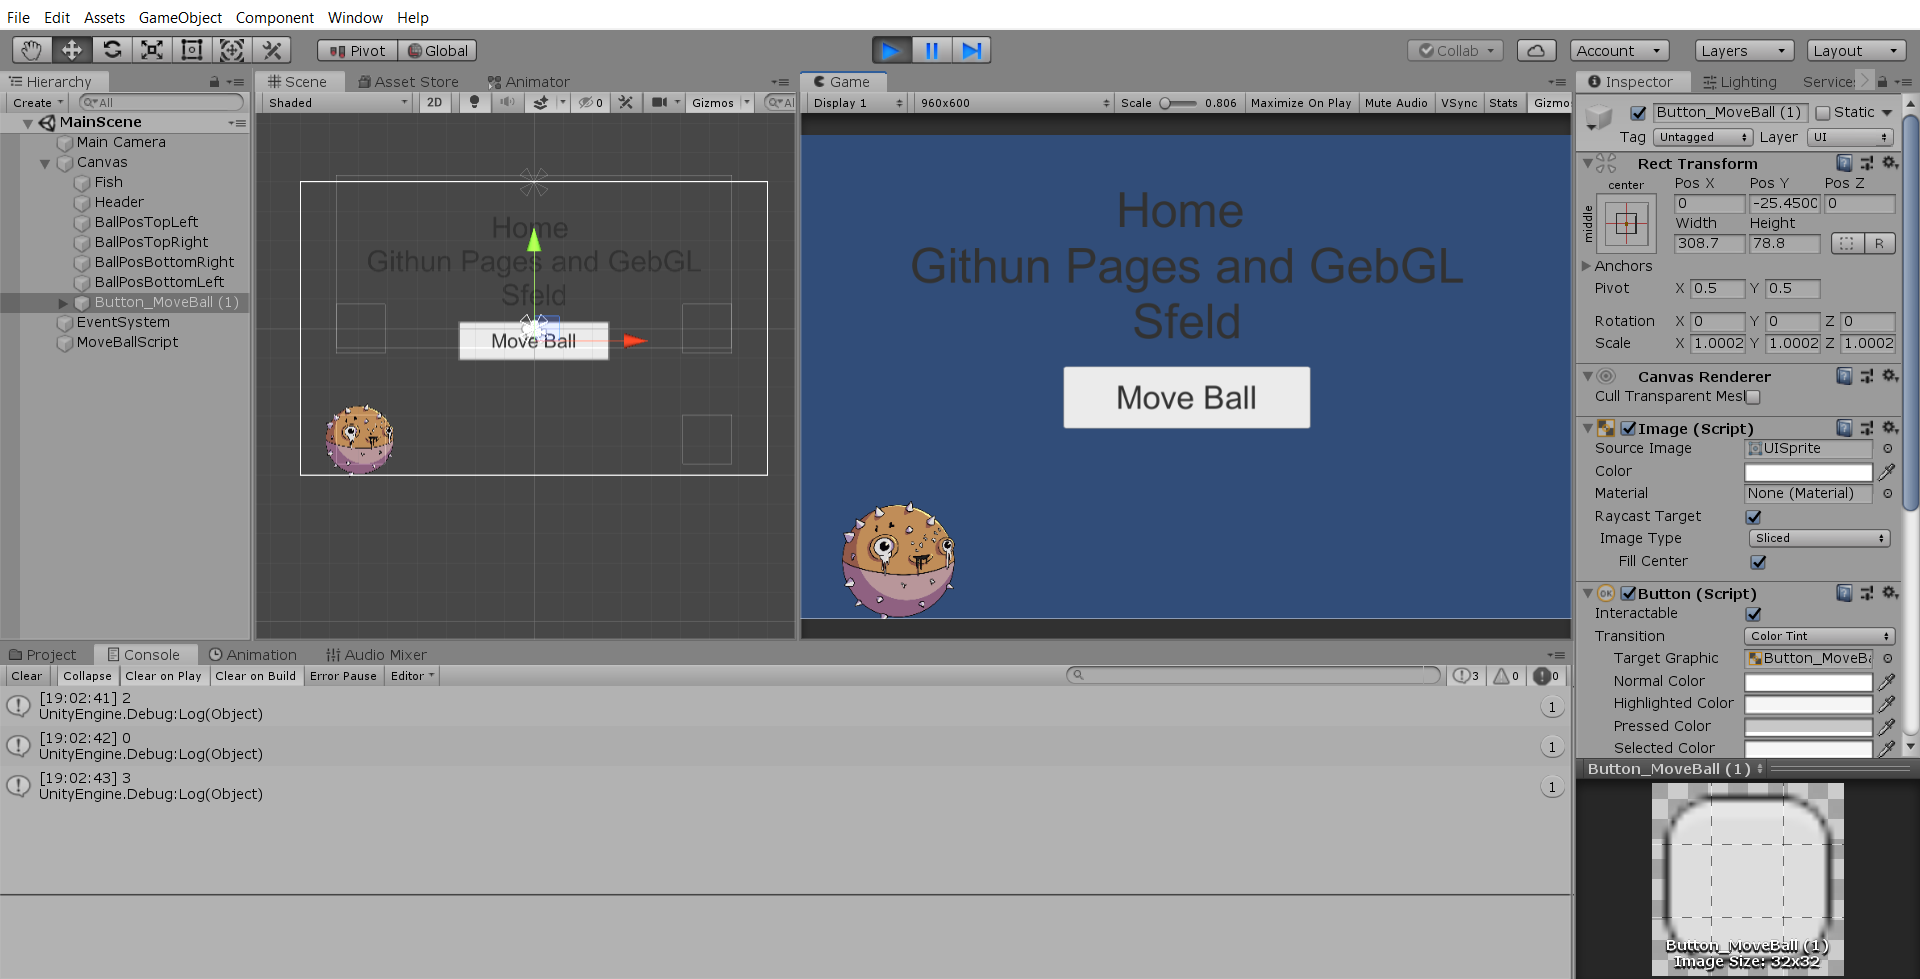 File Edit Assets GameObject Component Window Help
Pivot Global Collab Account Layers Layout
Hierarchy
Create All
MainScene
Main Camera
Canvas
Fish
Header
BallPosTopLeft
BallPosTopRight
BallPosBottomRight
BallPosBottomLeft
Button_MoveBall (1)
EventSystem
MoveBallScript
Scene Asset Store Animator
Shaded 2D 0 Gizmos All
Home
Githun Pages and GebGL
Sfeld
Move Ball
Game
Display 1 960x600 Scale 0.806 Maximize On Play Mute Audio VSync Stats Gizmo
Home
Githun Pages and GebGL
Sfeld
Move Ball
Inspector Lighting Service
Button_MoveBall (1) Static
Tag Untagged Layer UI
Rect Transform
center Pos X Pos Y Pos Z
middle 0 -25.450 0
Width Height
308.7 78.8 R
Anchors
Pivot X 0.5 Y 0.5
Rotation X 0 Y 0 Z 0
Scale X 1.0002 Y 1.0002 Z 1.0002
Canvas Renderer
Cull Transparent Mesl
Image (Script)
Source Image UISprite
Color
Material None (Material)
Raycast Target
Image Type Sliced
Fill Center
OK Button (Script)
Interactable
Transition Color Tint
Target Graphic Button_MoveBa
Normal Color
Highlighted Color
Pressed Color
Selected Color
Button_MoveBall (1)
Button_MoveBall (1)
Image Size: 32x32
Project Console Animation Audio Mixer
Clear Collapse Clear on Play Clear on Build Error Pause Editor 3 0 0
[19:02:41] 2
UnityEngine.Debug:Log(Object) 1
[19:02:42] 0
UnityEngine.Debug:Log(Object) 1
[19:02:43] 3
UnityEngine.Debug:Log(Object) 1